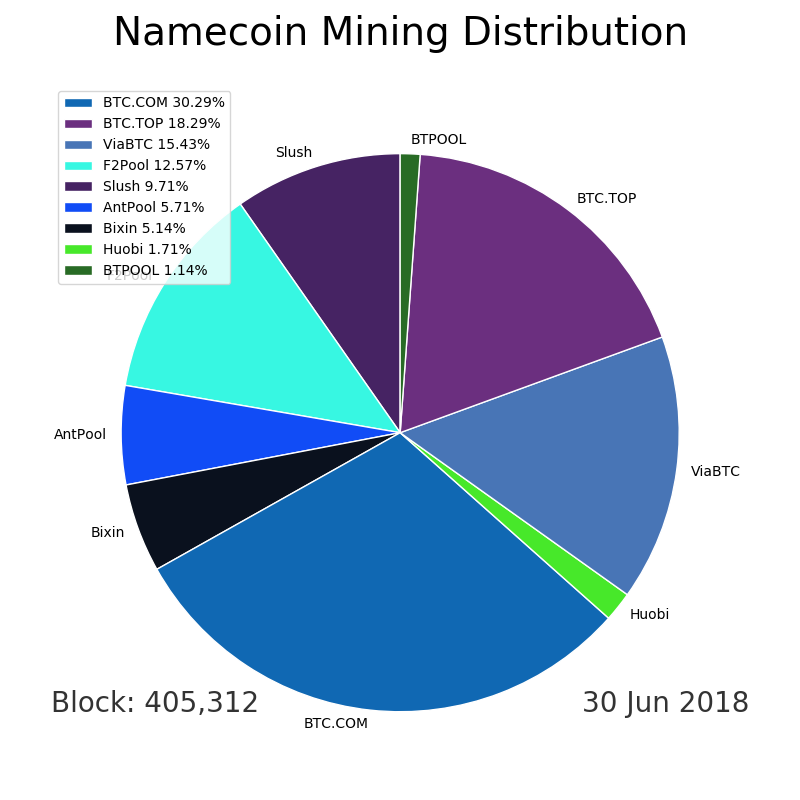 Namecoin Mining Distribution
BTC.COM 30.29%
BTC.TOP 18.29%
ViaBTC 15.43%
F2Pool 12.57%
Slush 9.71%
AntPool 5.71%
Bixin 5.14%
Huobi 1.71%
BTPOOL 1.14%
BTPOOL
Slush
BTC.TOP
F2Pool
AntPool
ViaBTC
Bixin
Huobi
Block: 405,312
30 Jun 2018
BTC.COM